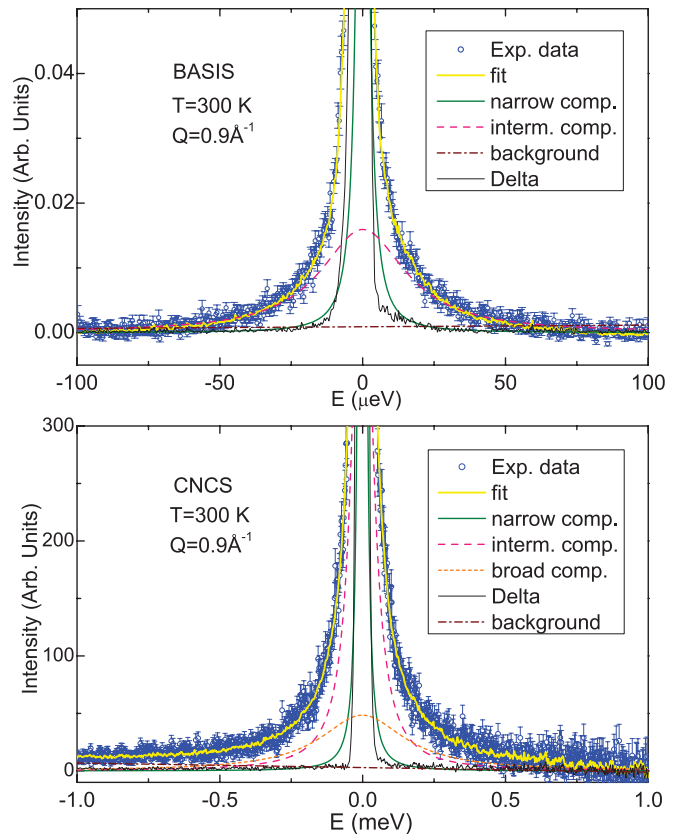 0.04
BASIS
T=300 K
Q=0.9Å⁻¹
Exp. data
fit
narrow comp.
interm. comp.
background
Delta
0.02
0.00
Intensity (Arb. Units)
-100
-50
0
50
100
E (μeV)
300
CNCS
T=300 K
Q=0.9Å⁻¹
Exp. data
fit
narrow comp.
interm. comp.
broad comp.
Delta
background
200
100
0
Intensity (Arb. Units)
-1.0
-0.5
0.0
0.5
1.0
E (meV)